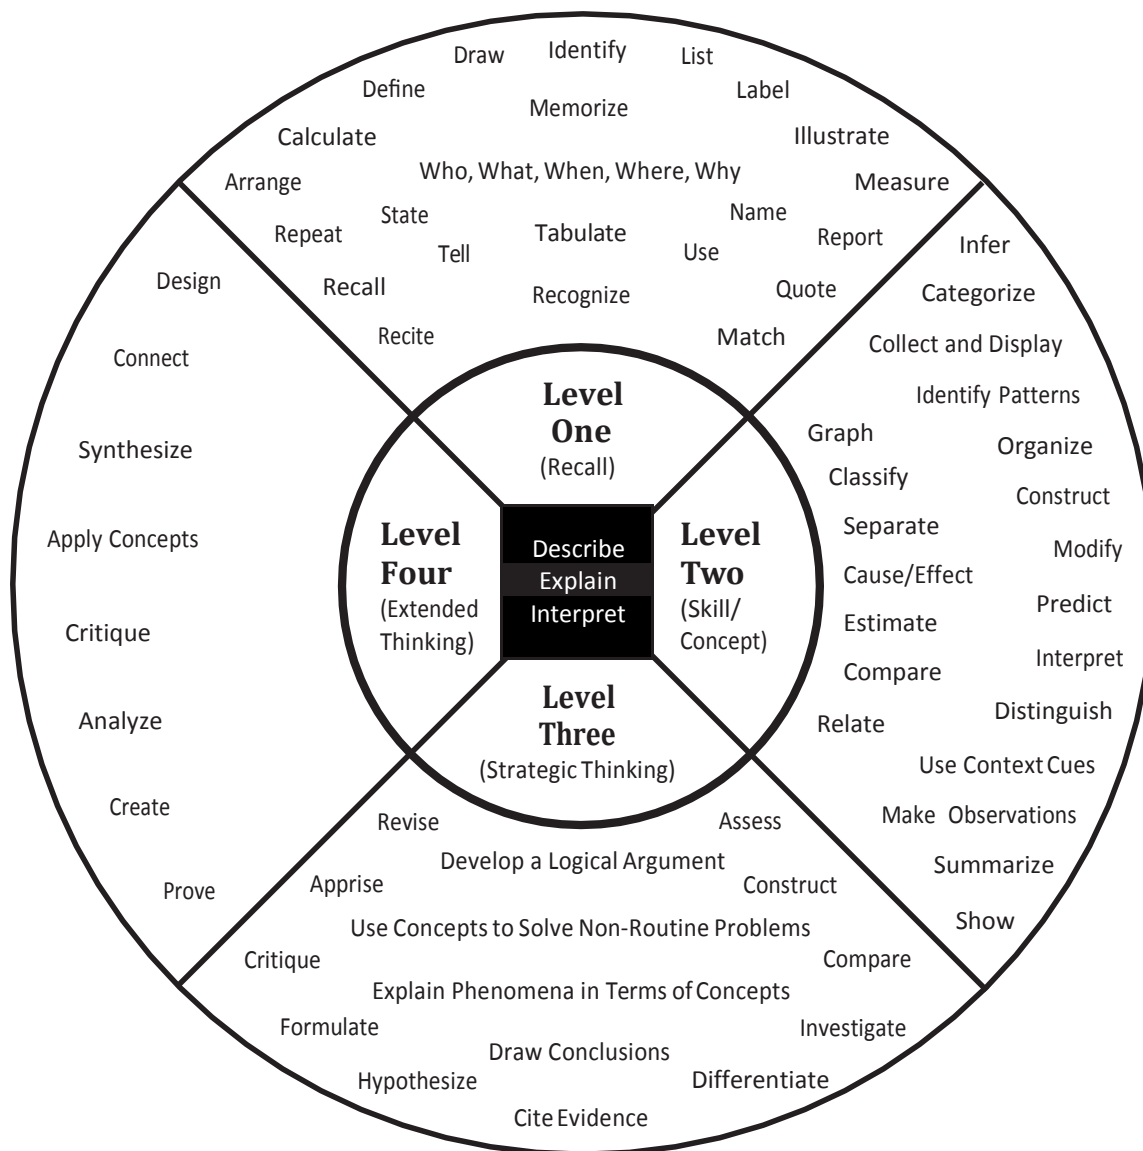 Draw
Identify
List
Define
Memorize
Label
Calculate
Illustrate
Who, What, When, Where, Why
Arrange
Measure
State
Name
Repeat
Tabulate
Report
Tell
Use
Recall
Recognize
Quote
Recite
Match
Level
One
(Recall)
Infer
Categorize
Collect and Display
Identify Patterns
Graph
Organize
Classify
Construct
Separate
Modify
Cause/Effect
Predict
Estimate
Interpret
Compare
Distinguish
Relate
Use Context Cues
Make Observations
Summarize
Show
Level
Two
(Skill/
Concept)
Describe
Explain
Interpret
Level
Three
(Strategic Thinking)
Revise
Assess
Develop a Logical Argument
Apprise
Construct
Use Concepts to Solve Non-Routine Problems
Critique
Compare
Explain Phenomena in Terms of Concepts
Formulate
Investigate
Draw Conclusions
Hypothesize
Differentiate
Cite Evidence
Level
Four
(Extended
Thinking)
Design
Connect
Synthesize
Apply Concepts
Critique
Analyze
Create
Prove